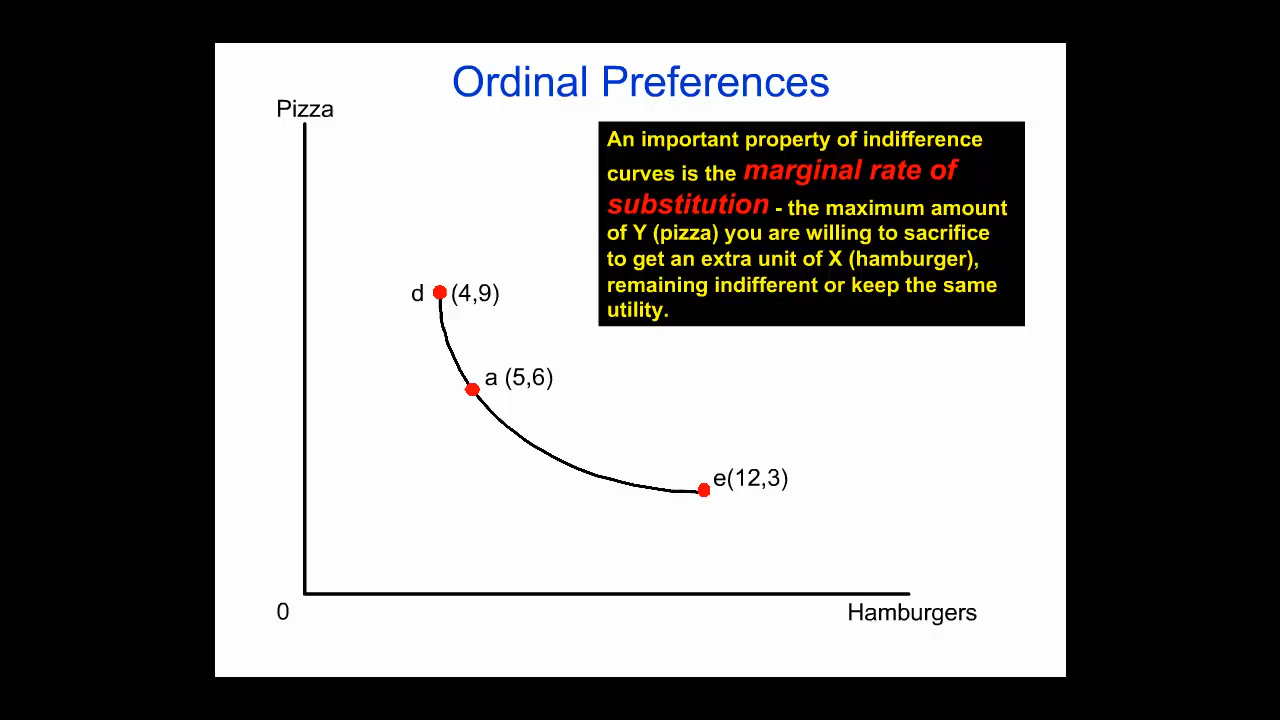 Ordinal Preferences
Pizza
An important property of indifference
curves is the marginal rate of
substitution - the maximum amount
of Y (pizza) you are willing to sacrifice
to get an extra unit of X (hamburger),
remaining indifferent or keep the same
utility.
d (4,9)
a (5,6)
e(12,3)
0
Hamburgers